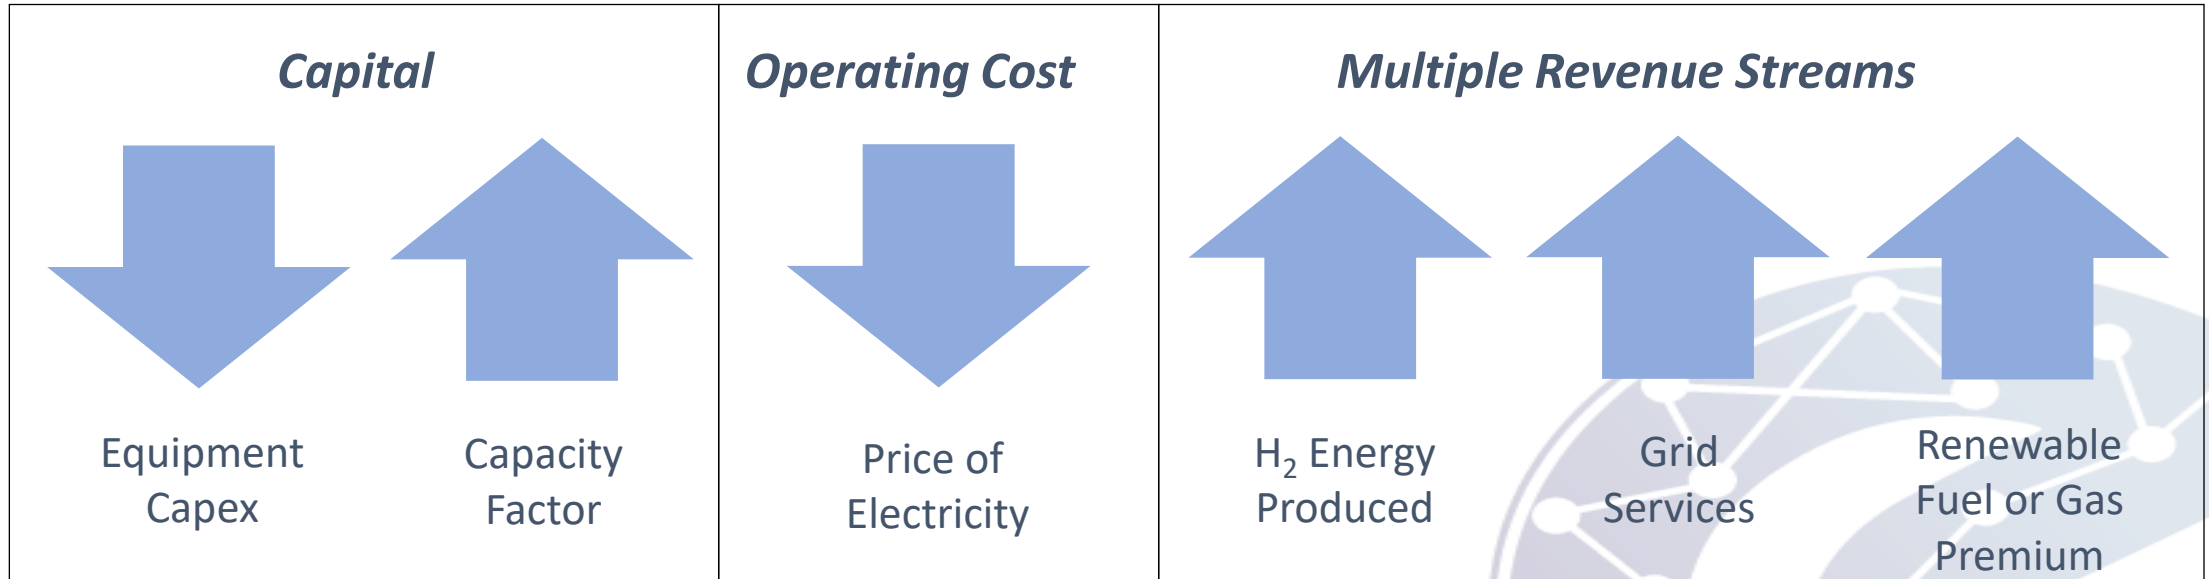 Capital
Equipment
Capex
Capacity
Factor
Operating Cost
Price of
Electricity
Multiple Revenue Streams
H₂ Energy
Produced
Grid
Services
Renewable
Fuel or Gas
Premium